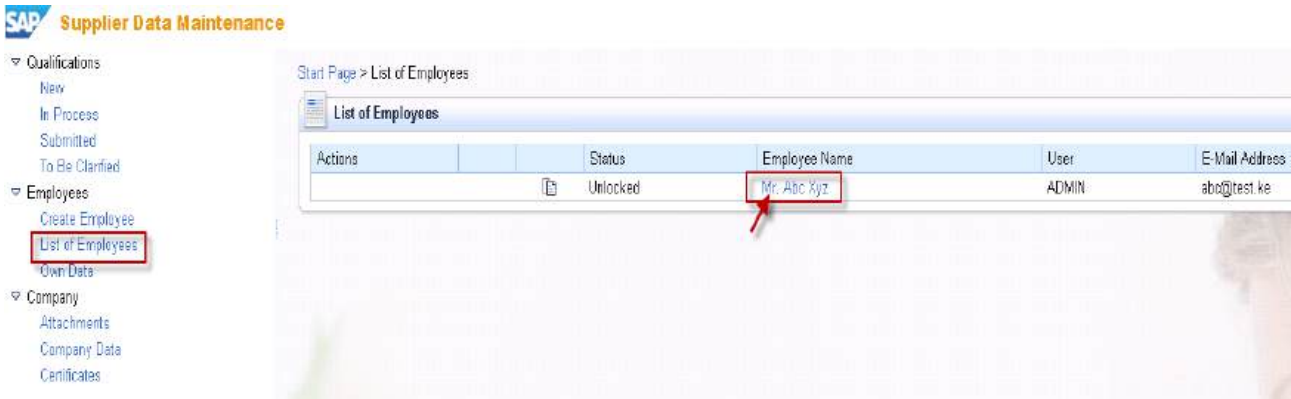 SAP Supplier Data Maintenance
Qualifications
New
In Process
Submitted
To Be Clarified
Employees
Create Employee
List of Employees
Own Data
Company
Attachments
Company Data
Certificates
Start Page > List of Employees
List of Employees
Actions Status Employee Name User E-Mail Address
Unlocked Mr. Abc Xyz ADMIN abc@test.ke